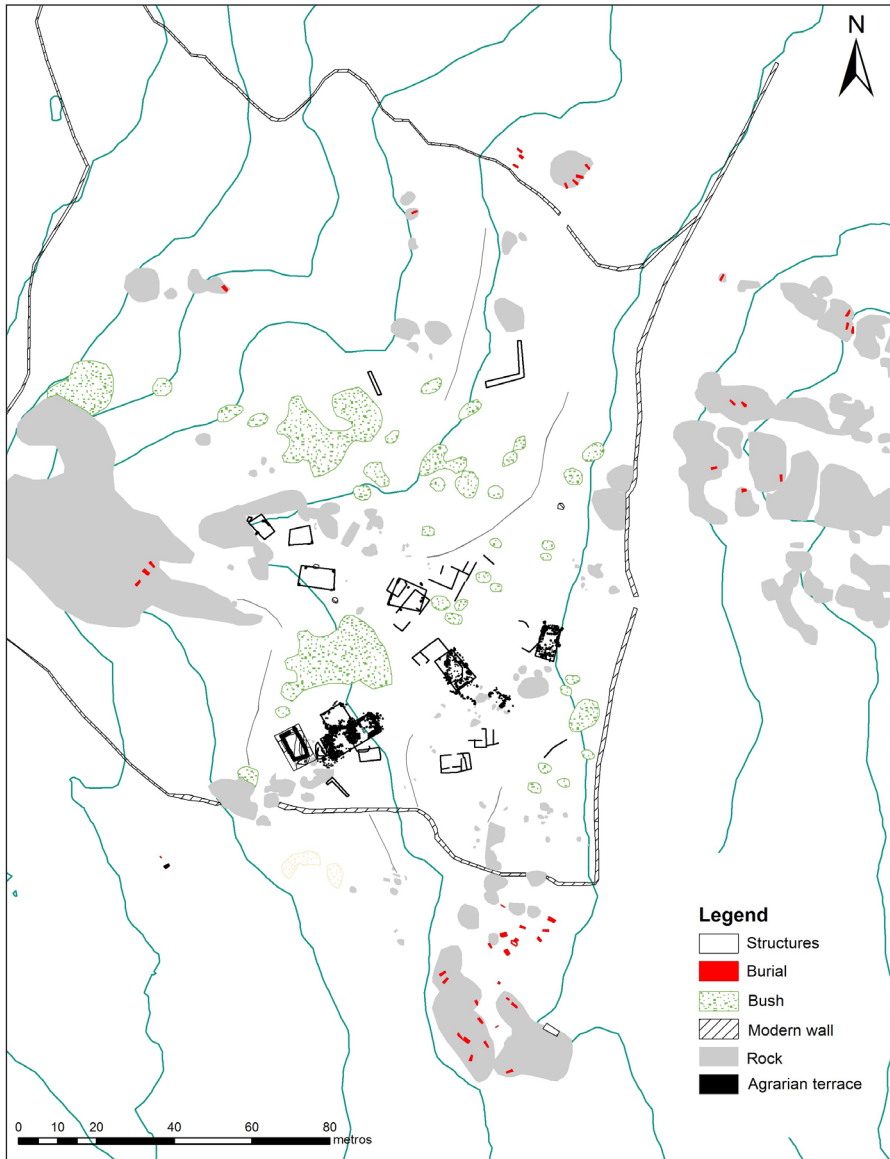 N
Legend
Structures
Burial
Bush
Modern wall
Rock
Agrarian terrace
0 10 20 40 60 80
metros